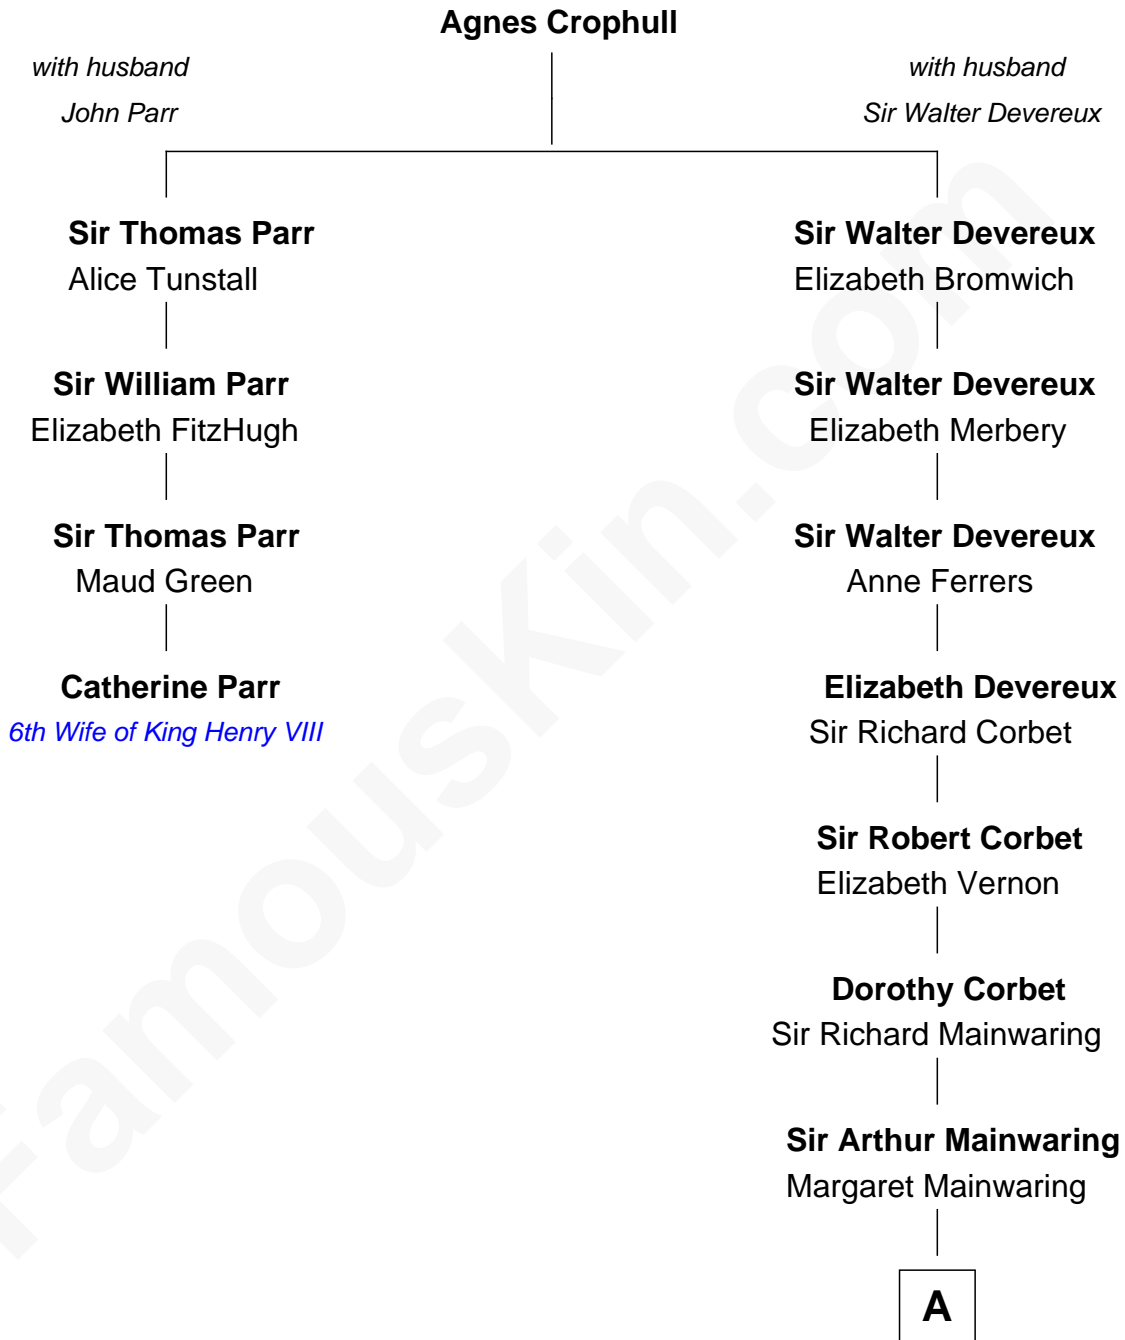 Agnes Crophull
with husband
John Parr
with husband
Sir Walter Devereux
Sir Thomas Parr
Alice Tunstall
Sir Walter Devereux
Elizabeth Bromwich
Sir William Parr
Elizabeth FitzHugh
Sir Walter Devereux
Elizabeth Merbery
Sir Thomas Parr
Maud Green
Sir Walter Devereux
Anne Ferrers
Catherine Parr
6th Wife of King Henry VIII
Elizabeth Devereux
Sir Richard Corbet
Sir Robert Corbet
Elizabeth Vernon
Dorothy Corbet
Sir Richard Mainwaring
Sir Arthur Mainwaring
Margaret Mainwaring
A
FamousKin.com